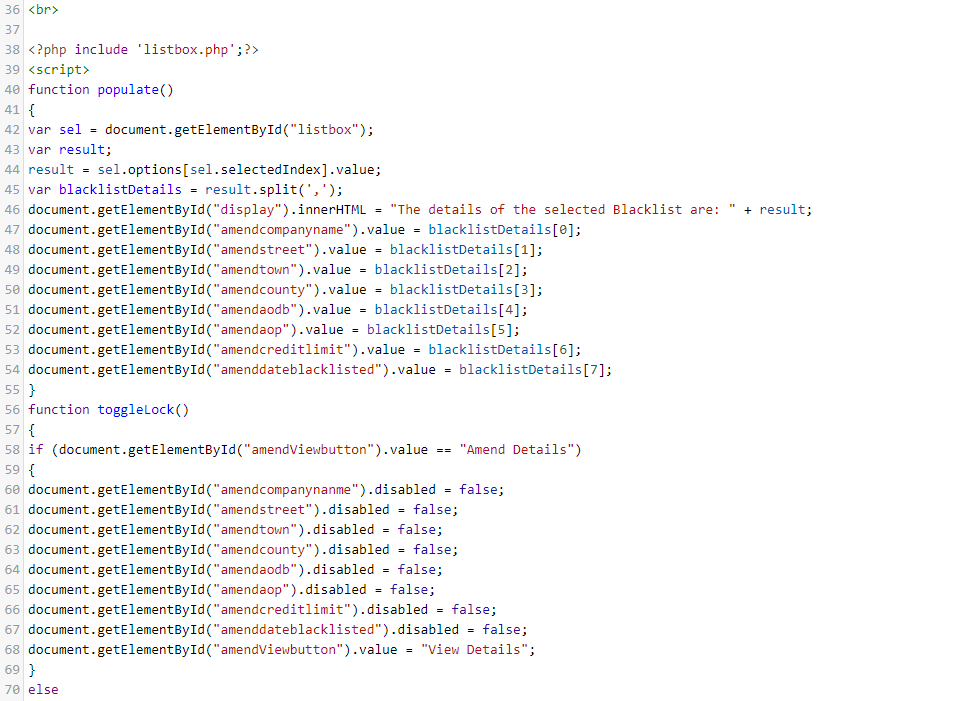 36 <br>
37
38 <?php include 'listbox.php';?>
39 <script>
40 function populate()
41 {
42 var sel = document.getElementById("listbox");
43 var result;
44 result = sel.options[sel.selectedIndex].value;
45 var blacklistDetails = result.split(',');
46 document.getElementById("display").innerHTML = "The details of the selected Blacklist are: " + result;
47 document.getElementById("amendcompanyname").value = blacklistDetails[0];
48 document.getElementById("amendstreet").value = blacklistDetails[1];
49 document.getElementById("amendtown").value = blacklistDetails[2];
50 document.getElementById("amendcounty").value = blacklistDetails[3];
51 document.getElementById("amendaodb").value = blacklistDetails[4];
52 document.getElementById("amendaop").value = blacklistDetails[5];
53 document.getElementById("amendcreditlimit").value = blacklistDetails[6];
54 document.getElementById("amenddateblacklisted").value = blacklistDetails[7];
55 }
56 function toggleLock()
57 {
58 if (document.getElementById("amendViewbutton").value == "Amend Details")
59 {
60 document.getElementById("amendcompanynanme").disabled = false;
61 document.getElementById("amendstreet").disabled = false;
62 document.getElementById("amendtown").disabled = false;
63 document.getElementById("amendcounty").disabled = false;
64 document.getElementById("amendaodb").disabled = false;
65 document.getElementById("amendaop").disabled = false;
66 document.getElementById("amendcreditlimit").disabled = false;
67 document.getElementById("amenddateblacklisted").disabled = false;
68 document.getElementById("amendViewbutton").value = "View Details";
69 }
70 else